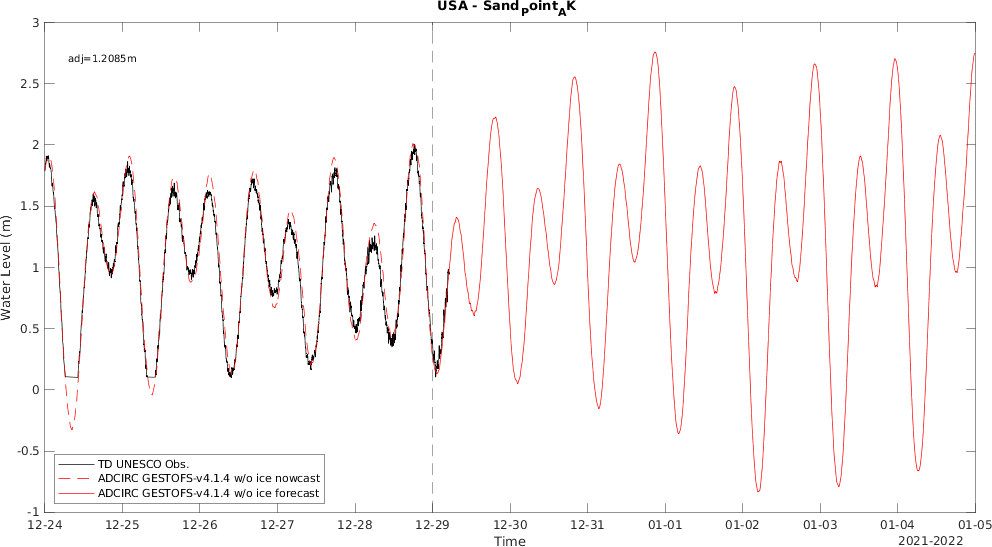 USA - Sand_Point_AK
adj=1.2085m
3
2.5
2
1.5
1
0.5
0
-0.5
-1
Water Level (m)
TD UNESCO Obs.
ADCIRC GESTOFS-v4.1.4 w/o ice nowcast
ADCIRC GESTOFS-v4.1.4 w/o ice forecast
12-24 12-25 12-26 12-27 12-28 12-29 12-30 12-31 01-01 01-02 01-03 01-04 01-05
Time
2021-2022